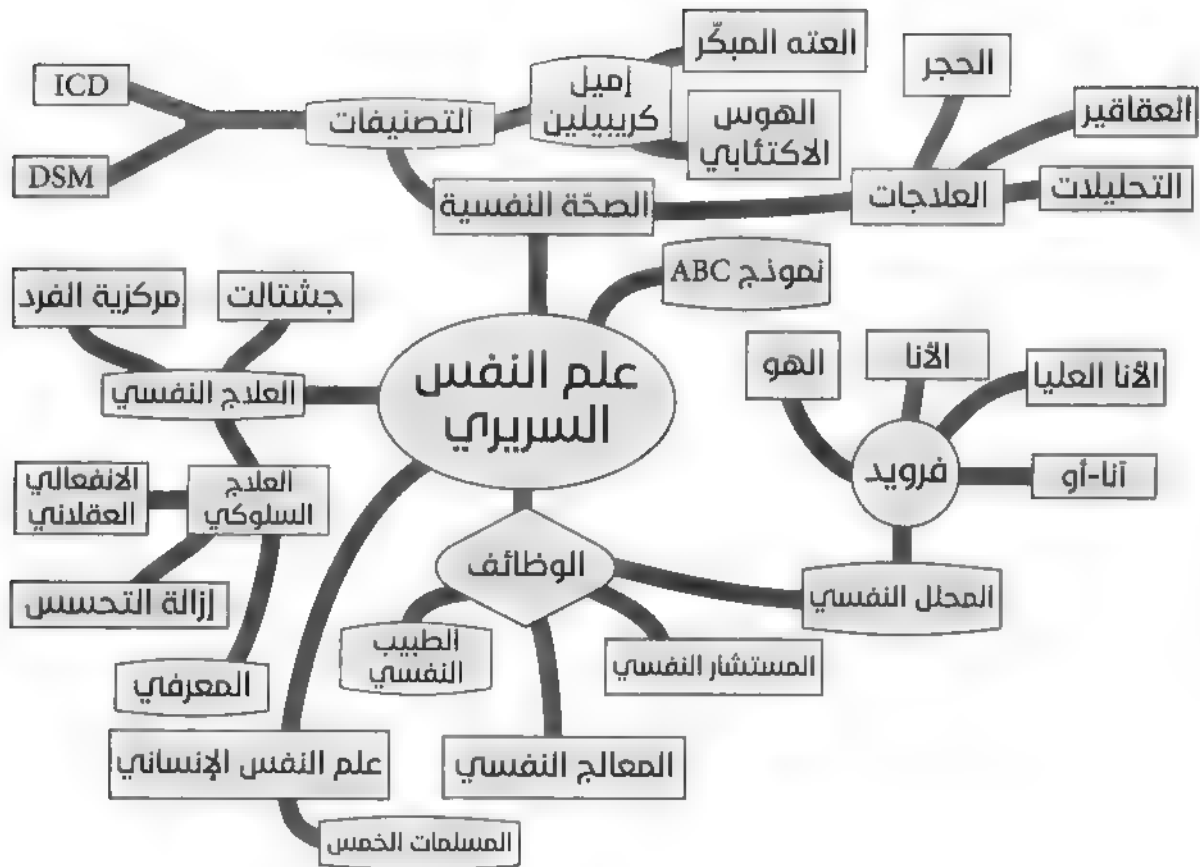 العته المبكّر
الحجر
إميل
كريبيلين
ICD
العقاقير
الهوس
الاكتئابي
التصنيفات
DSM
التحليلات
العلاجات
الصحّة النفسية
نموذج ABC
جشتالت
مركزية الفرد
الأنا
الأنا العليا
الهو
علم النفس
السريري
العلاج النفسي
فرويد
آنا-أو
العلاج
السلوكي
الانفعالي
العقلاني
الوظائف
المحلل النفسي
إزالة التحسس
الطبيب
النفسي
المستشار النفسي
المعرفي
المعالج النفسي
علم النفس الإنساني
المسلمات الخمس